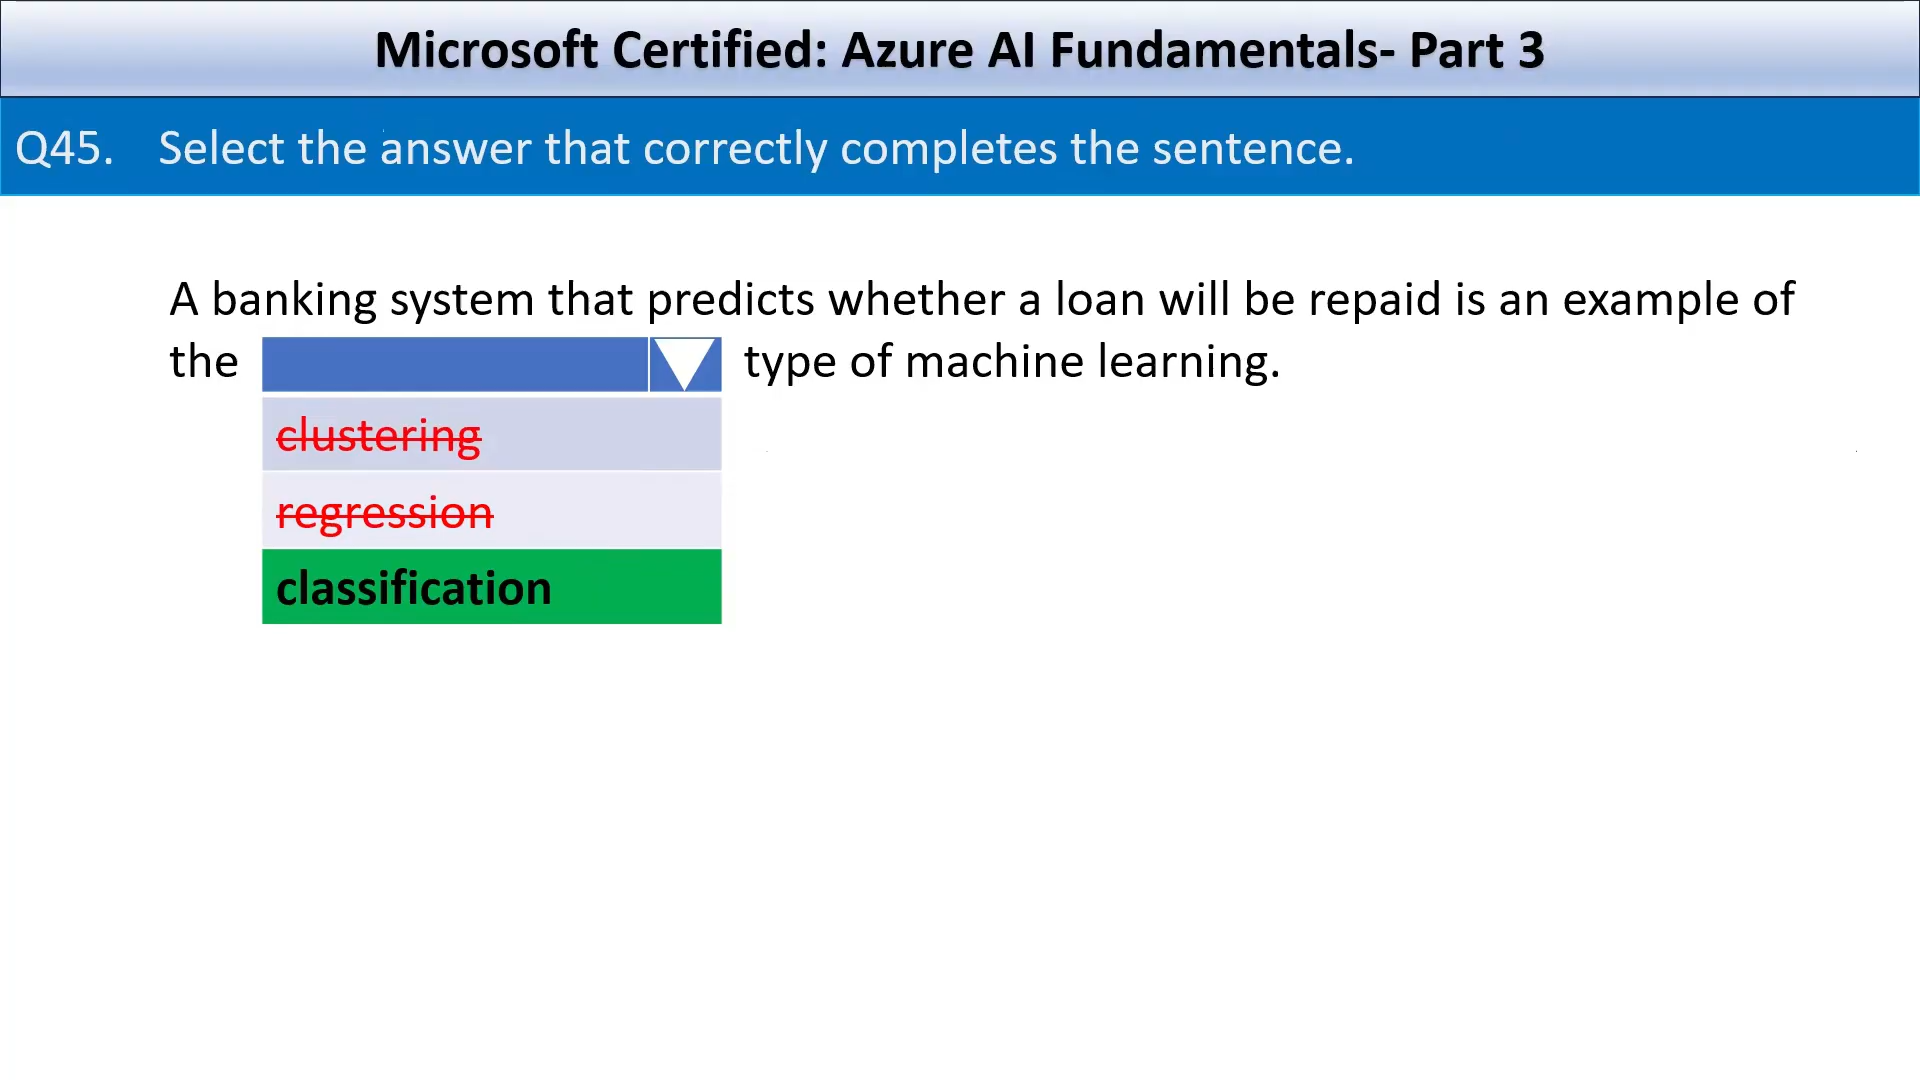 Microsoft Certified: Azure AI Fundamentals- Part 3
Q45. Select the answer that correctly completes the sentence.
A banking system that predicts whether a loan will be repaid is an example of
the type of machine learning.
clustering
regression
classification